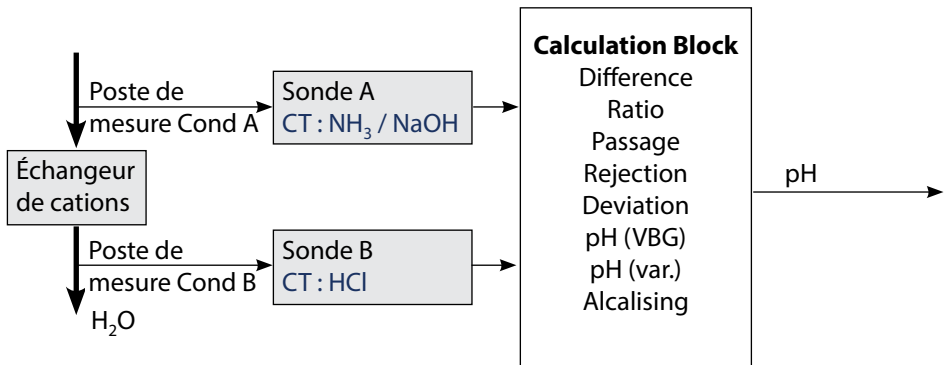 Poste de
mesure Cond A
Sonde A
CT : NH₃ / NaOH
Échangeur
de cations
Poste de
mesure Cond B
Sonde B
CT : HCl
H₂O
Calculation Block
Difference
Ratio
Passage
Rejection
Deviation
pH (VBG)
pH (var.)
Alcalising
pH